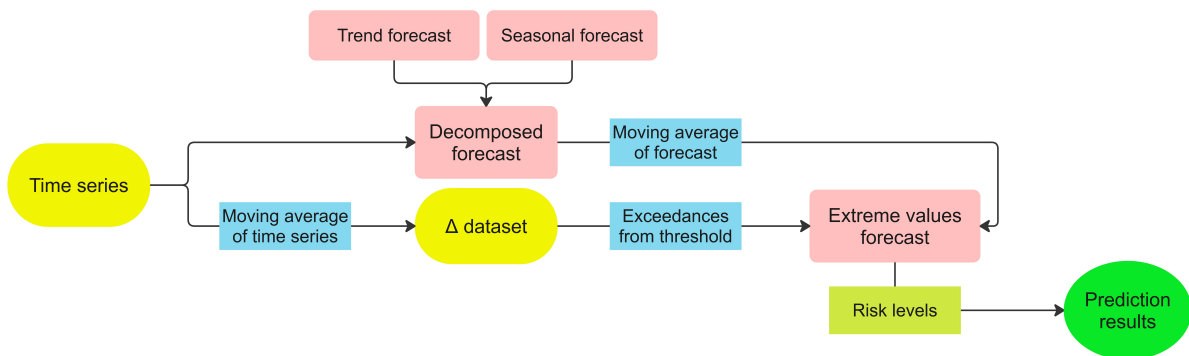 Trend forecast
Seasonal forecast
Decomposed
forecast
Moving average
of forecast
Time series
Moving average
of time series
Δ dataset
Exceedances
from threshold
Extreme values
forecast
Risk levels
Prediction
results